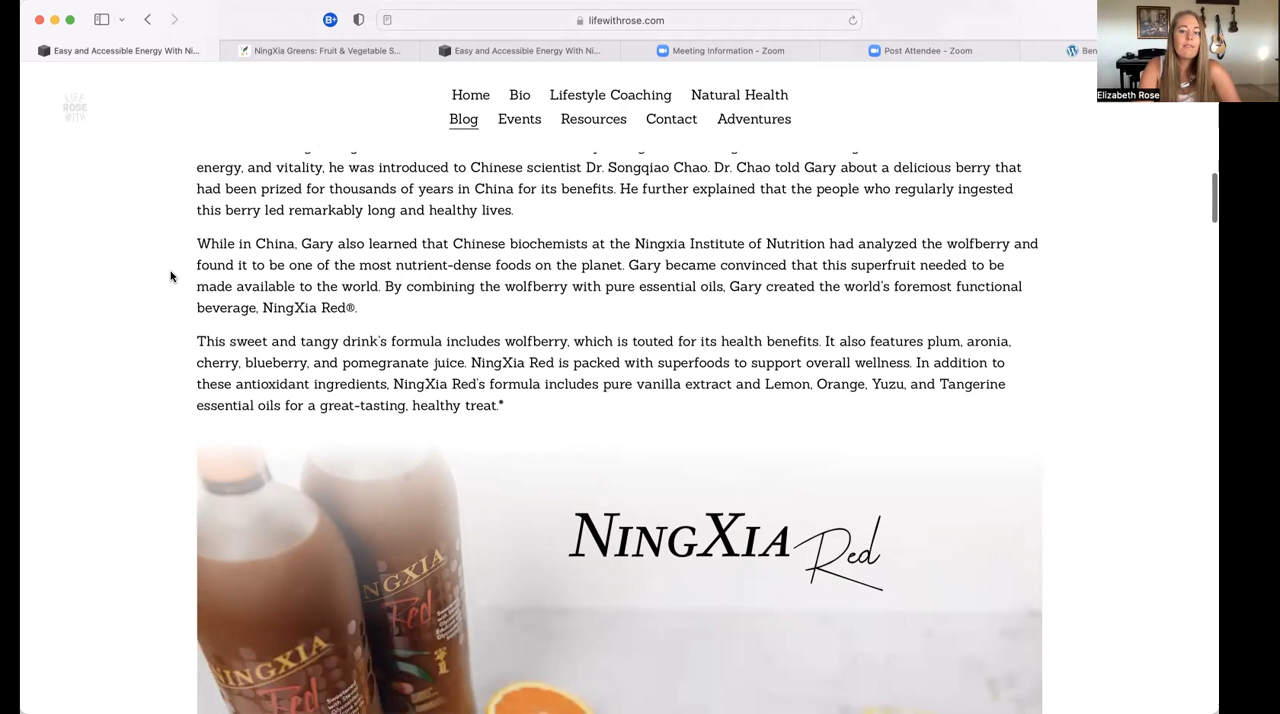 lifewithrose.com
Easy and Accessible Energy With Ni...
NingXia Greens: Fruit & Vegetable S...
Easy and Accessible Energy With Ni...
Meeting Information - Zoom
Post Attendee - Zoom
Ben
Elizabeth Rose
LIFE
ROSE
WITH
Home Bio Lifestyle Coaching Natural Health
Blog Events Resources Contact Adventures
energy, and vitality, he was introduced to Chinese scientist Dr. Songqiao Chao. Dr. Chao told Gary about a delicious berry that
had been prized for thousands of years in China for its benefits. He further explained that the people who regularly ingested
this berry led remarkably long and healthy lives.
While in China, Gary also learned that Chinese biochemists at the Ningxia Institute of Nutrition had analyzed the wolfberry and
found it to be one of the most nutrient-dense foods on the planet. Gary became convinced that this superfruit needed to be
made available to the world. By combining the wolfberry with pure essential oils, Gary created the world's foremost functional
beverage, NingXia Red®.
This sweet and tangy drink's formula includes wolfberry, which is touted for its health benefits. It also features plum, aronia,
cherry, blueberry, and pomegranate juice. NingXia Red is packed with superfoods to support overall wellness. In addition to
these antioxidant ingredients, NingXia Red's formula includes pure vanilla extract and Lemon, Orange, Yuzu, and Tangerine
essential oils for a great-tasting, healthy treat.*
NINGXIA Red
NINGXIA
Red
NINGXIA
Red